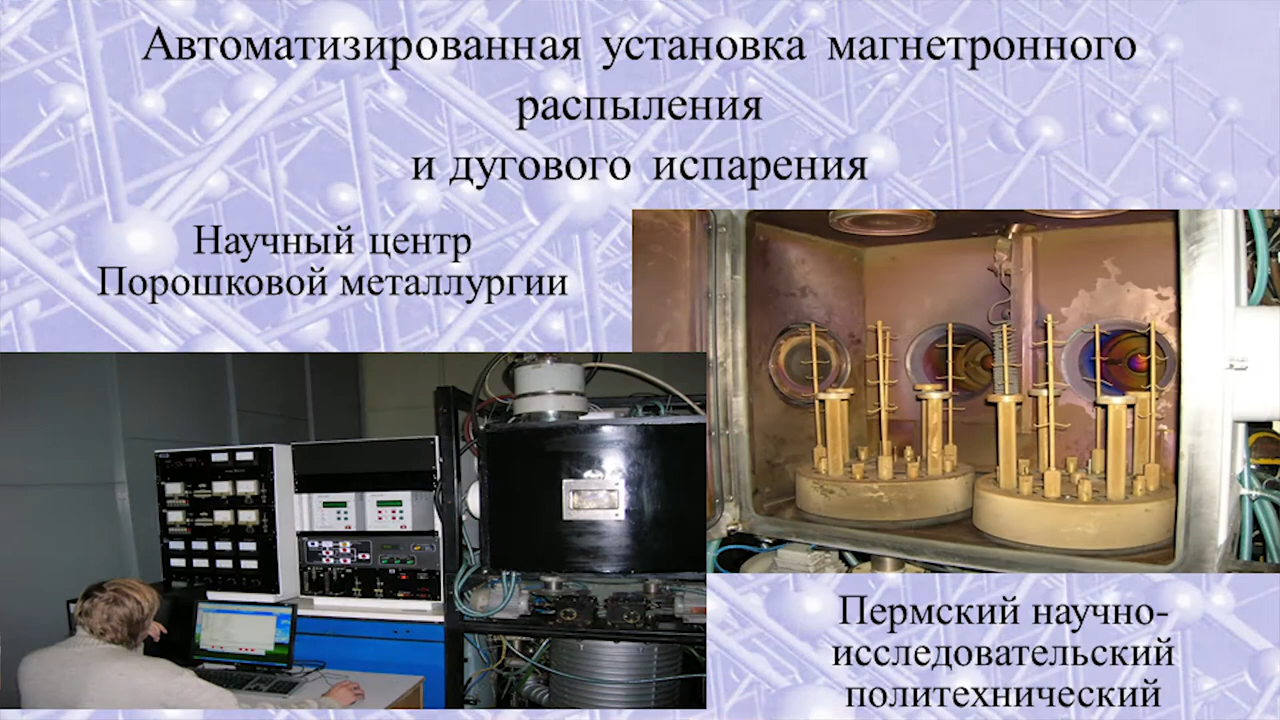 Автоматизированная установка магнетронного
распыления
и дугового испарения
Научный центр
Порошковой металлургии
Пермский научно-
исследовательский
политехнический